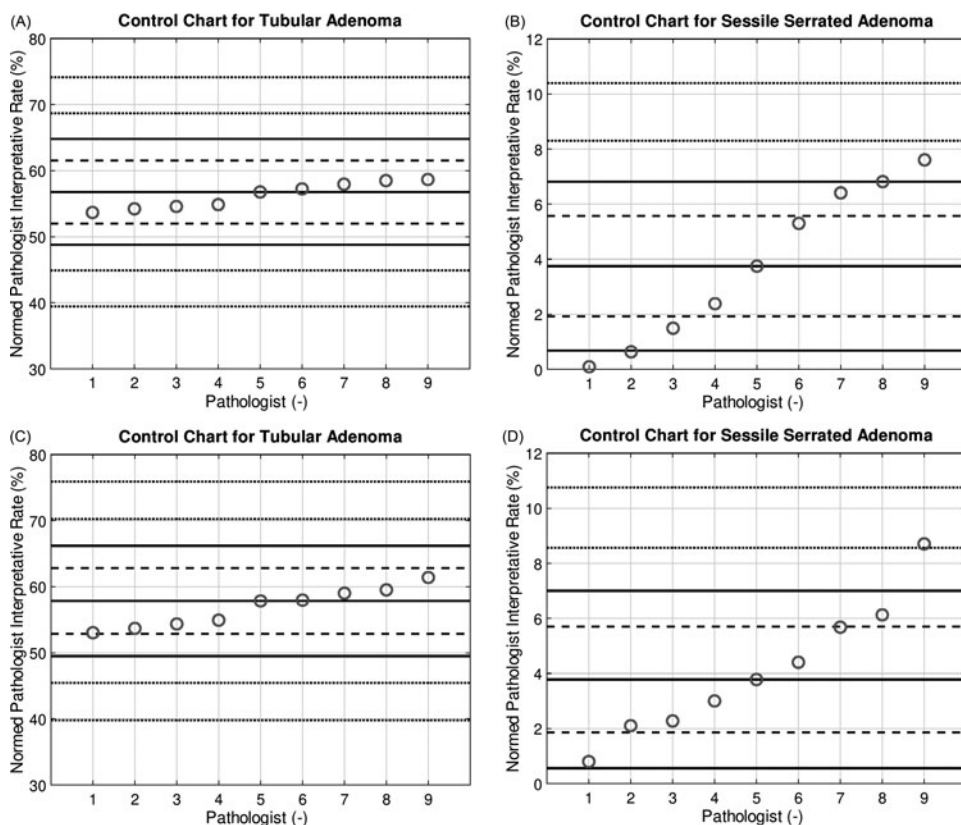 (A)
Control Chart for Tubular Adenoma
Normed Pathologist Interpretative Rate (%)
80
70
60
50
40
30
1 2 3 4 5 6 7 8 9
Pathologist (-)
(B)
Control Chart for Sessile Serrated Adenoma
Normed Pathologist Interpretative Rate (%)
12
10
8
6
4
2
0
1 2 3 4 5 6 7 8 9
Pathologist (-)
(C)
Control Chart for Tubular Adenoma
Normed Pathologist Interpretative Rate (%)
80
70
60
50
40
30
1 2 3 4 5 6 7 8 9
Pathologist (-)
(D)
Control Chart for Sessile Serrated Adenoma
Normed Pathologist Interpretative Rate (%)
12
10
8
6
4
2
0
1 2 3 4 5 6 7 8 9
Pathologist (-)